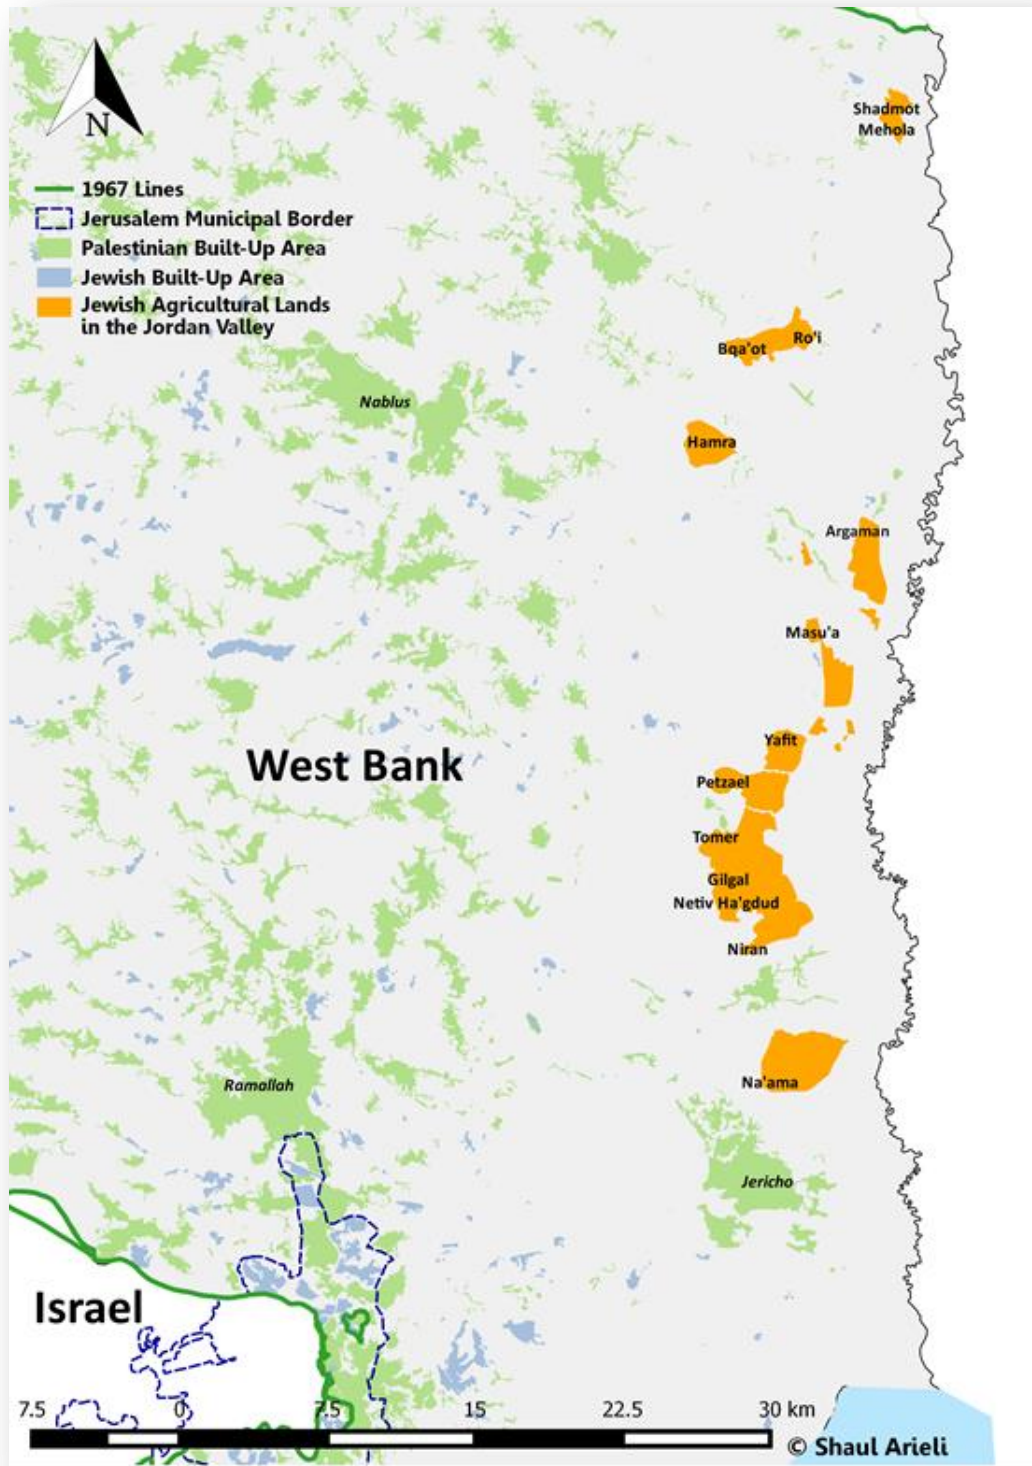 N
1967 Lines
Jerusalem Municipal Border
Palestinian Built-Up Area
Jewish Built-Up Area
Jewish Agricultural Lands
in the Jordan Valley
Shadmot
Mehola
Ro'i
Bqa'ot
Nablus
Hamra
Argaman
Masu'a
Yafit
West Bank
Petzael
Tomer
Gilgal
Netiv Ha'gdud
Niran
Ramallah
Na'ama
Jericho
Israel
7.5 0 7.5 15 22.5 30 km
© Shaul Arieli